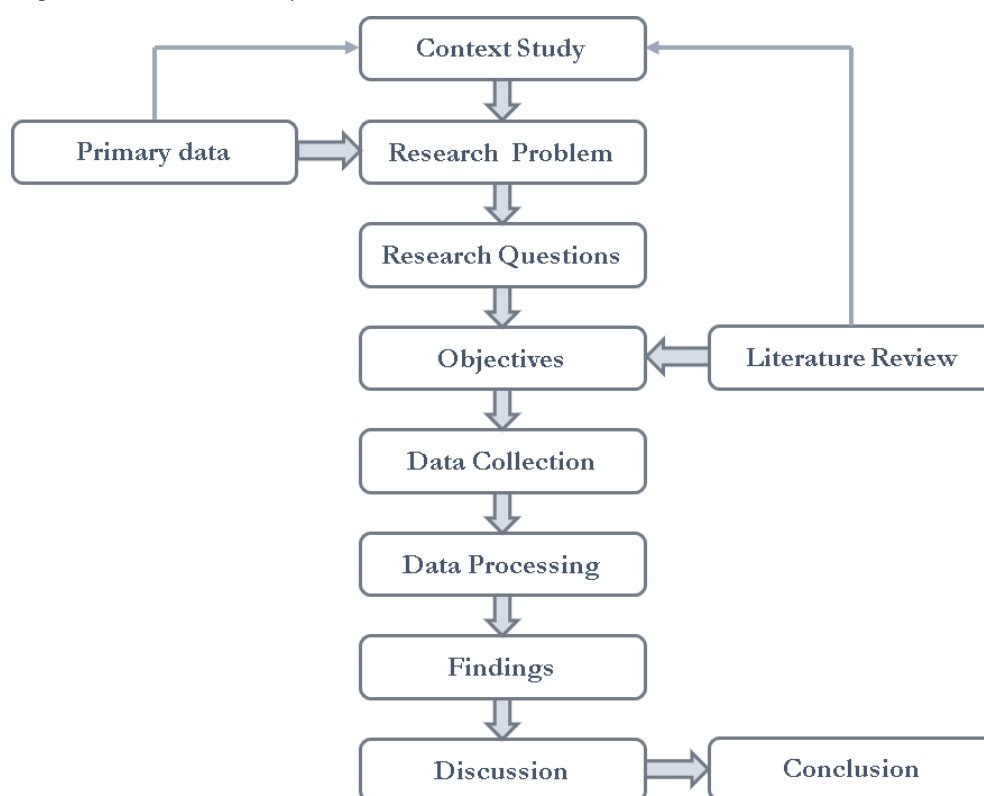 Context Study
Primary data
Research Problem
Research Questions
Objectives
Literature Review
Data Collection
Data Processing
Findings
Discussion
Conclusion